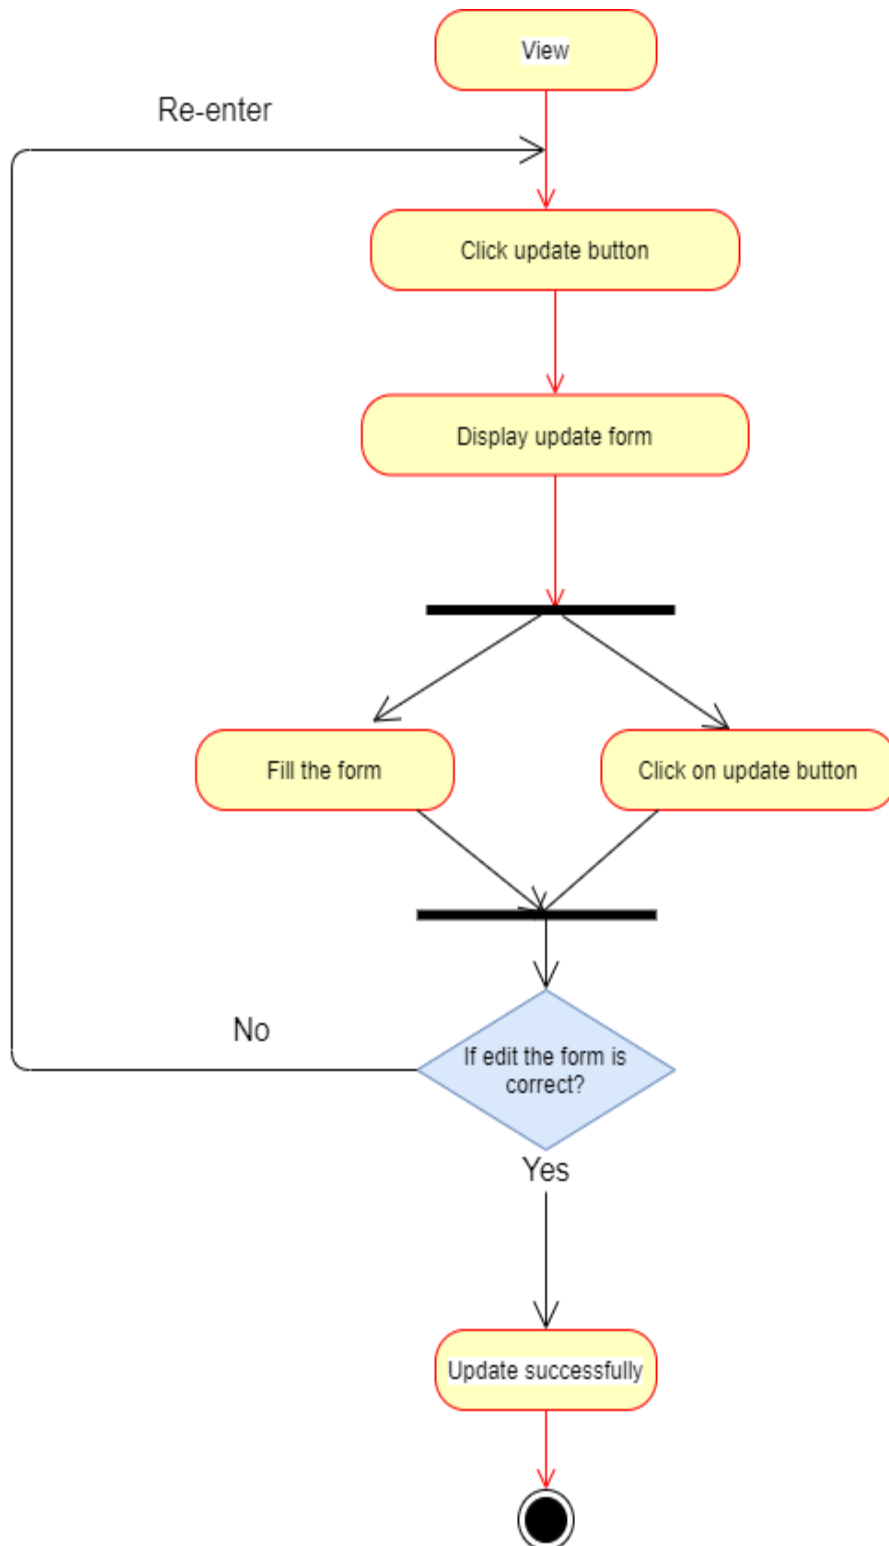 View
Re-enter
Click update button
Display update form
Fill the form
Click on update button
If edit the form is
correct?
No
Yes
Update successfully